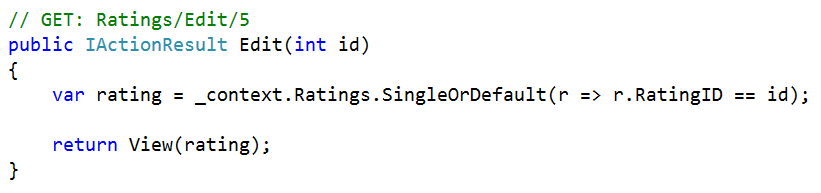 // GET: Ratings/Edit/5
public IActionResult Edit(int id)
{
    var rating = _context.Ratings.SingleOrDefault(r => r.RatingID == id);
    return View(rating);
}